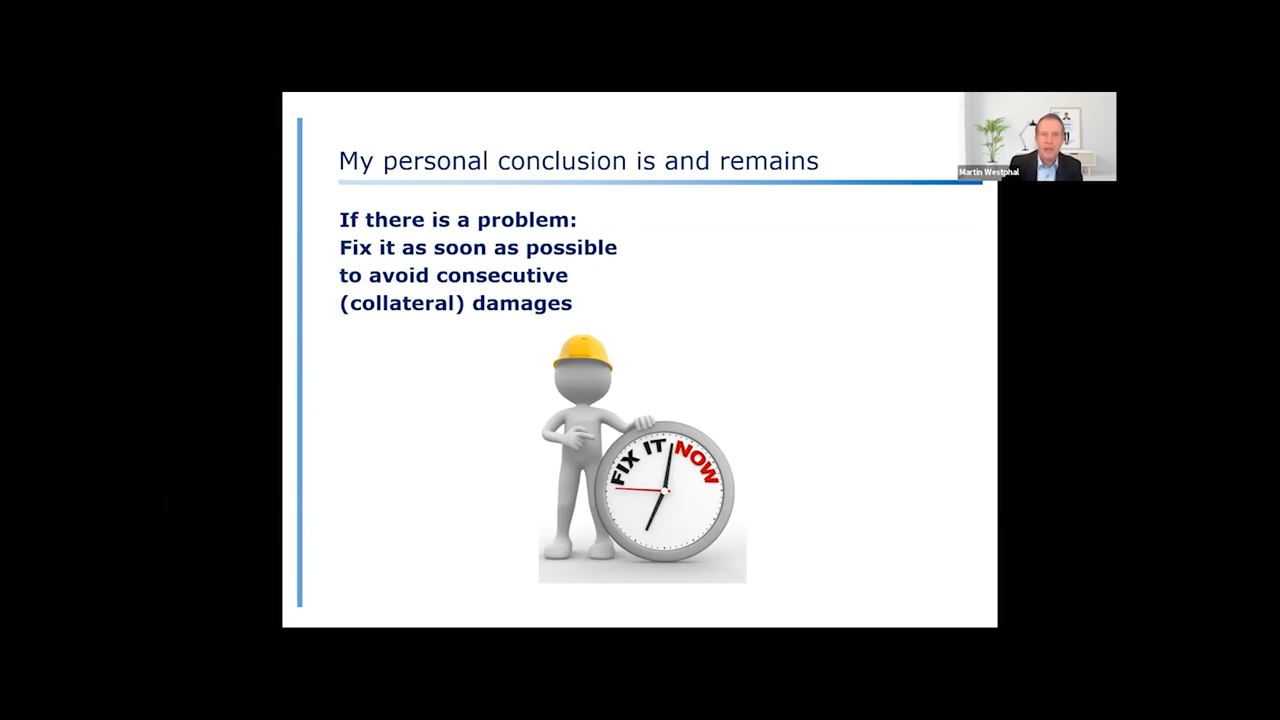 My personal conclusion is and remains
Martin Westphal
If there is a problem:
Fix it as soon as possible
to avoid consecutive
(collateral) damages
FIX IT NOW